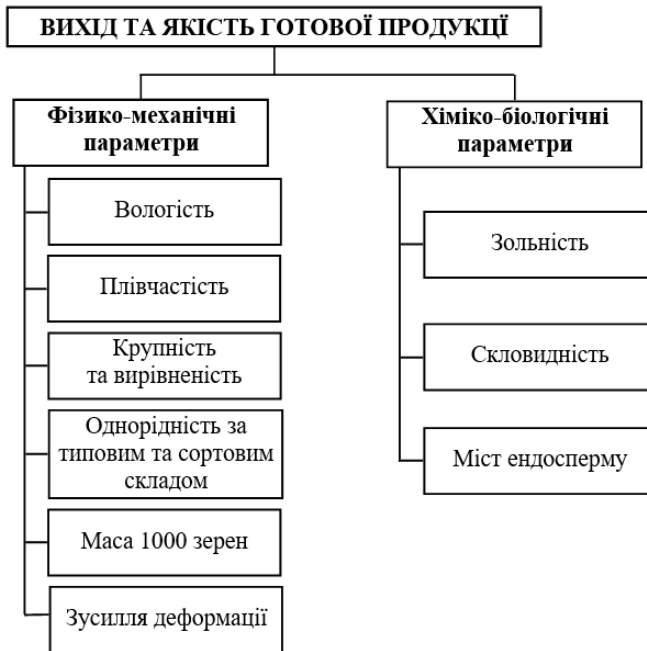 ВИХІД ТА ЯКІСТЬ ГОТОВОЇ ПРОДУКЦЇ
Фізико-механічні
параметри
Вологість
Плівчастість
Крупність
та вирівненість
Однорідність за
типовим та сортовим
складом
Маса 1000 зерен
Зусилля деформації
Хіміко-біологічні
параметри
Зольність
Скловидність
Міст ендосперму